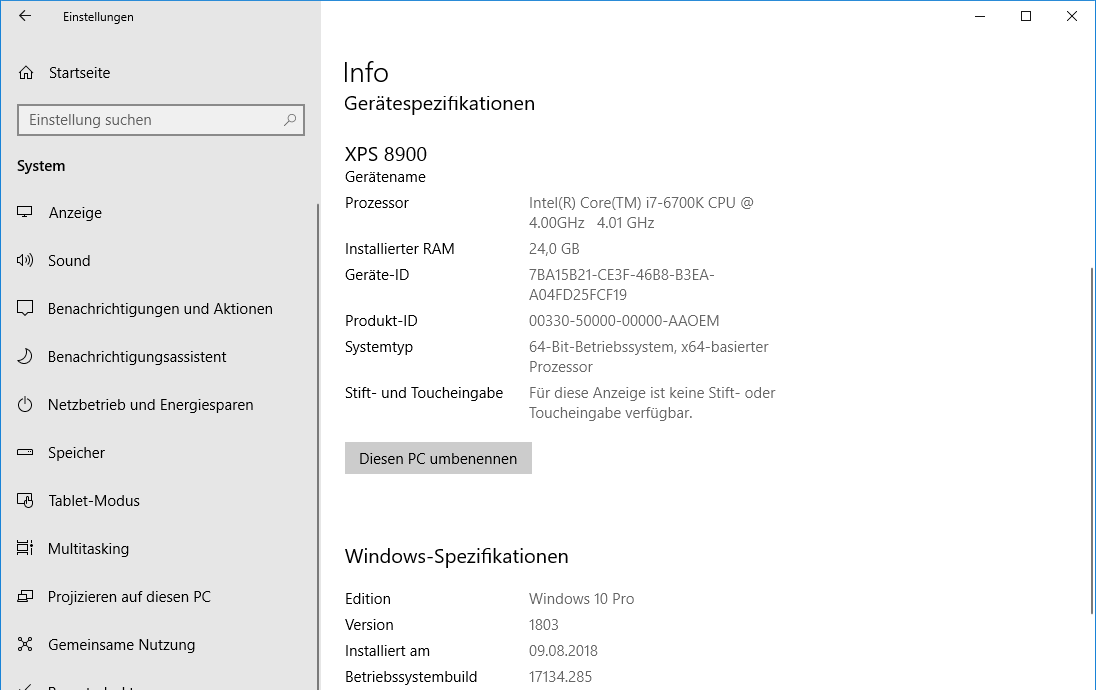 Einstellungen
Startseite
Einstellung suchen
System
Anzeige
Sound
Benachrichtigungen und Aktionen
Benachrichtigungsassistent
Netzbetrieb und Energiesparen
Speicher
Tablet-Modus
Multitasking
Projizieren auf diesen PC
Gemeinsame Nutzung
Info
Gerätespezifikationen
XPS 8900
Gerätename
Prozessor Intel(R) Core(TM) i7-6700K CPU @
4.00GHz 4.01 GHz
Installierter RAM 24,0 GB
Geräte-ID 7BA15B21-CE3F-46B8-B3EA-
A04FD25FCF19
Produkt-ID 00330-50000-00000-AAOEM
Systemtyp 64-Bit-Betriebssystem, x64-basierter
Prozessor
Stift- und Toucheingabe Für diese Anzeige ist keine Stift- oder
Toucheingabe verfügbar.
Diesen PC umbenennen
Windows-Spezifikationen
Edition Windows 10 Pro
Version 1803
Installiert am 09.08.2018
Betriebssystembuild 17134.285